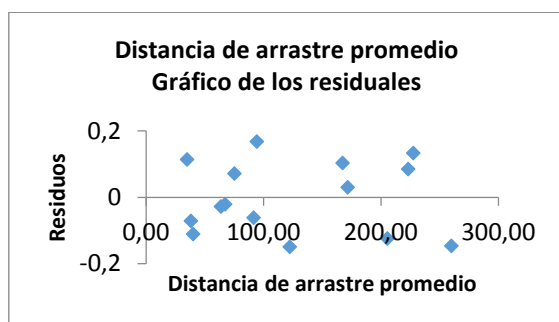 Distancia de arrastre promedio
Gráfico de los residuales
0,2
0
-0,2
0,00
100,00
200,00
300,00
Residuos
Distancia de arrastre promedio